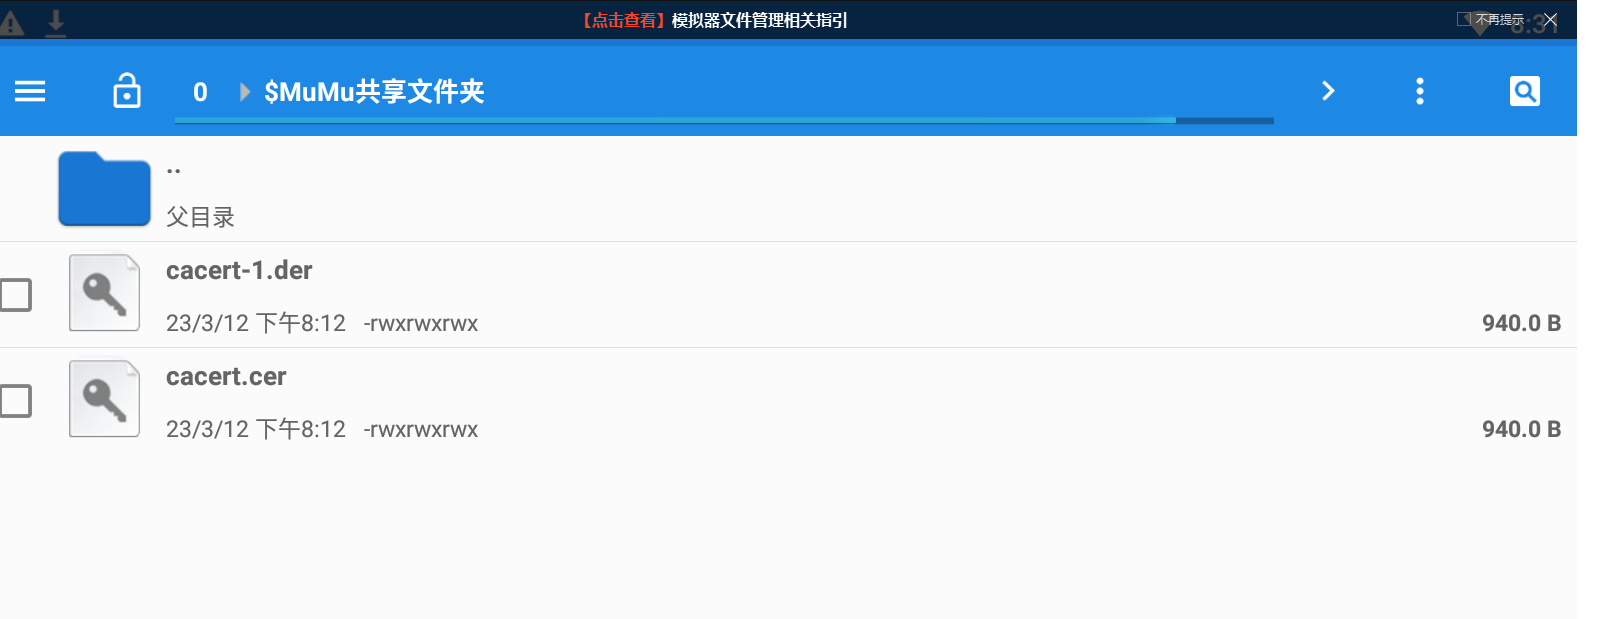 【点击查看】模拟器文件管理相关指引
不再提示
8:31
0 $MuMu共享文件夹
..
父目录
cacert-1.der
23/3/12 下午8:12 -rwxrwxrwx 940.0 B
cacert.cer
23/3/12 下午8:12 -rwxrwxrwx 940.0 B